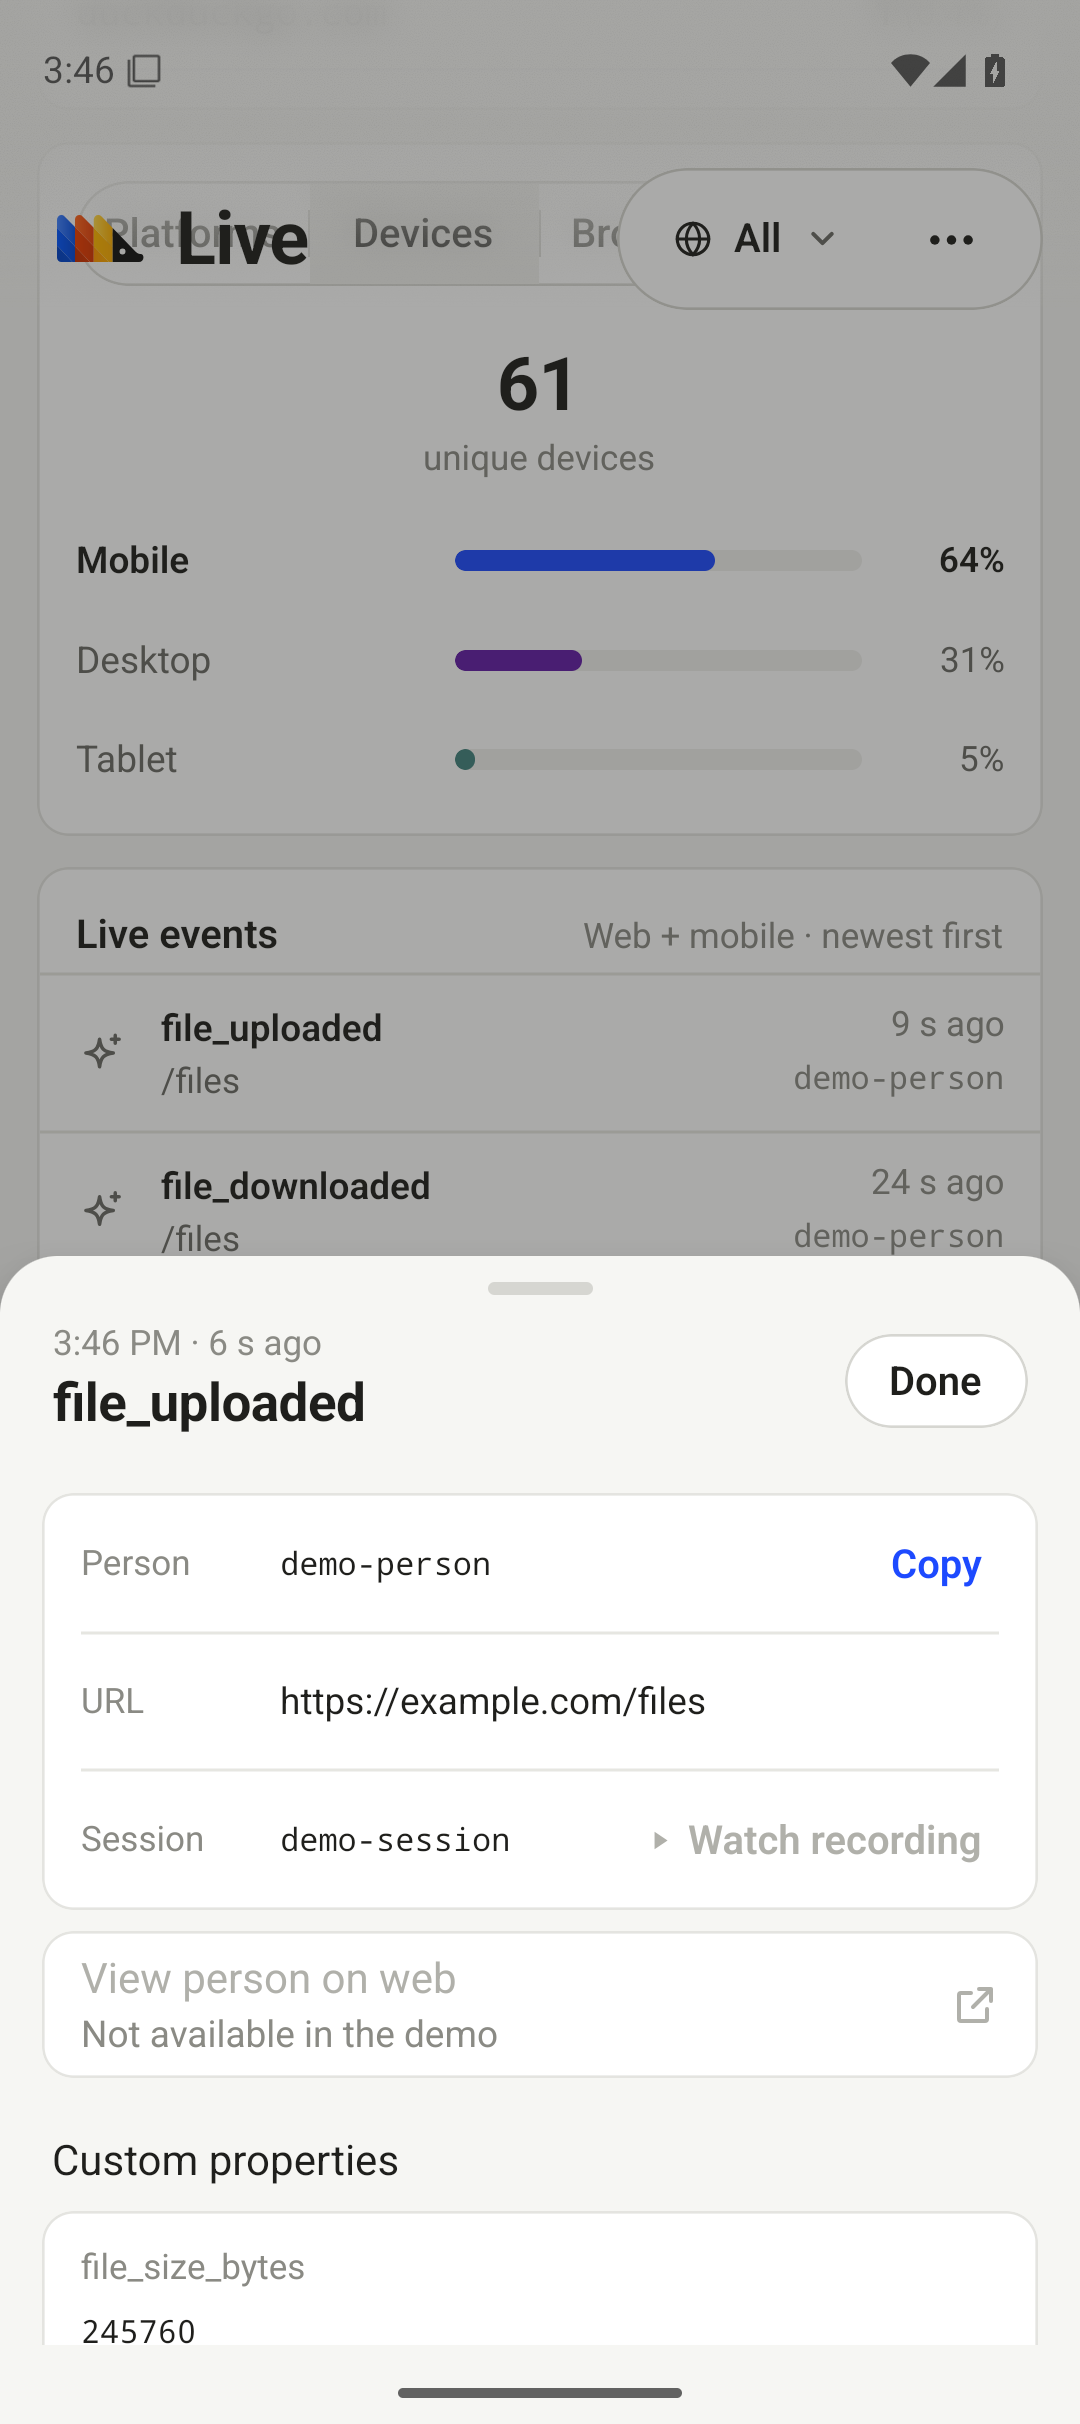 3:46
Platforms
Live
Devices
Bro
All
61
unique devices
Mobile
64%
Desktop
31%
Tablet
5%
Live events
Web + mobile · newest first
file_uploaded
9 s ago
/files
demo-person
file_downloaded
24 s ago
/files
demo-person
3:46 PM · 6 s ago
file_uploaded
Done
Person
demo-person
Copy
URL
https://example.com/files
Session
demo-session
Watch recording
View person on web
Not available in the demo
Custom properties
file_size_bytes
245760